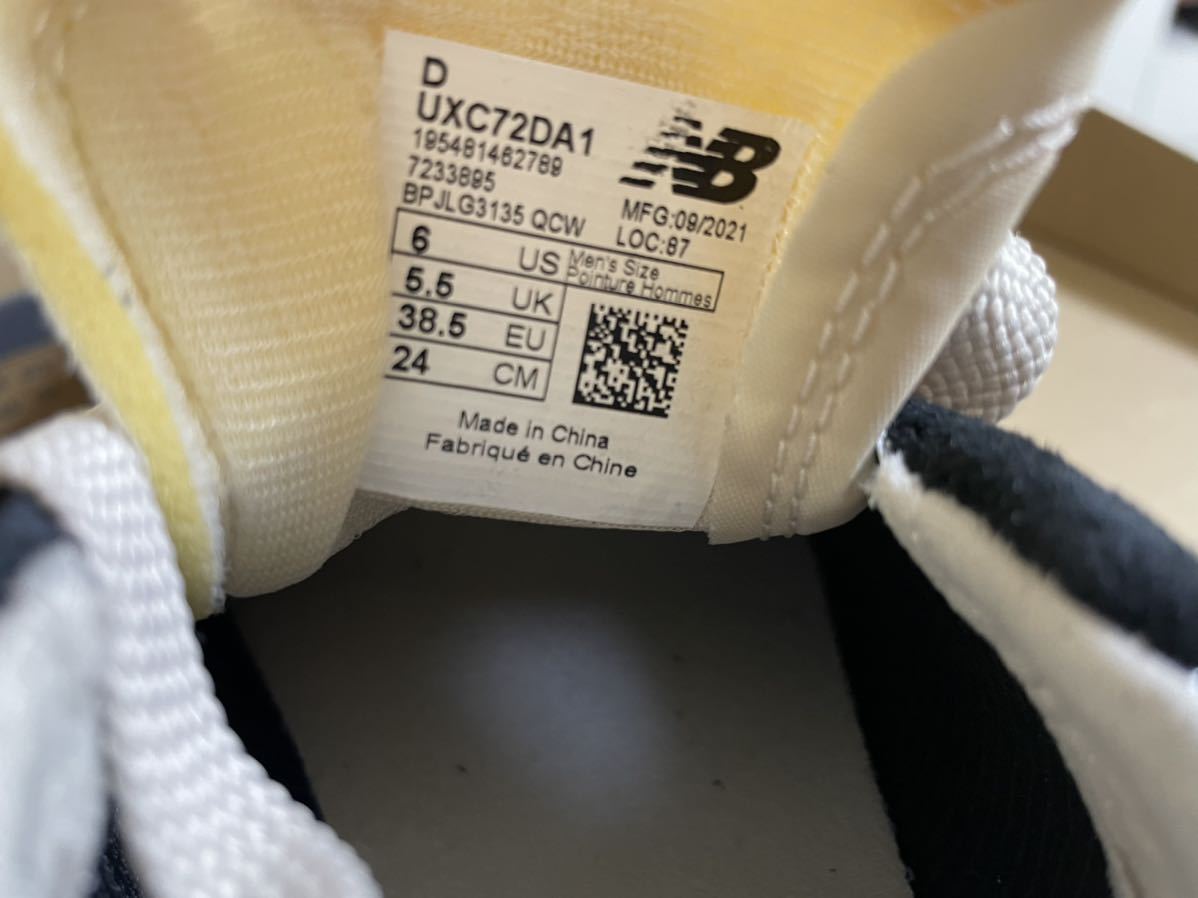 D
UXC72DA1
195481462789
7233895
BPJLG3135 QCW
NB
MFG:09/2021
LOC:87
6 US Men's Size
Pointure Hommes
5.5 UK
38.5 EU
24 CM
Made in China
Fabriqué en Chine